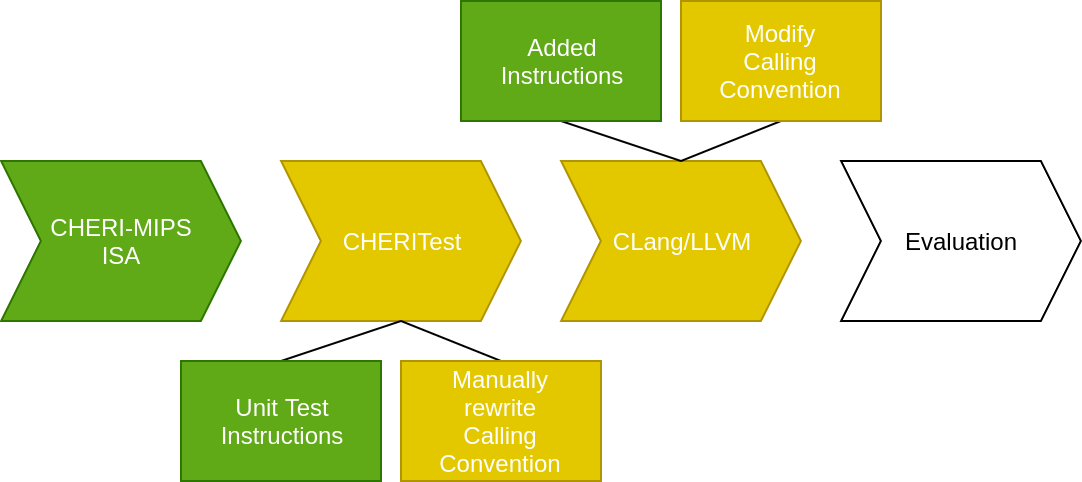 Added
Instructions
Modify
Calling
Convention
CHERI-MIPS
ISA
CHERITest
CLang/LLVM
Evaluation
Unit Test
Instructions
Manually
rewrite
Calling
Convention